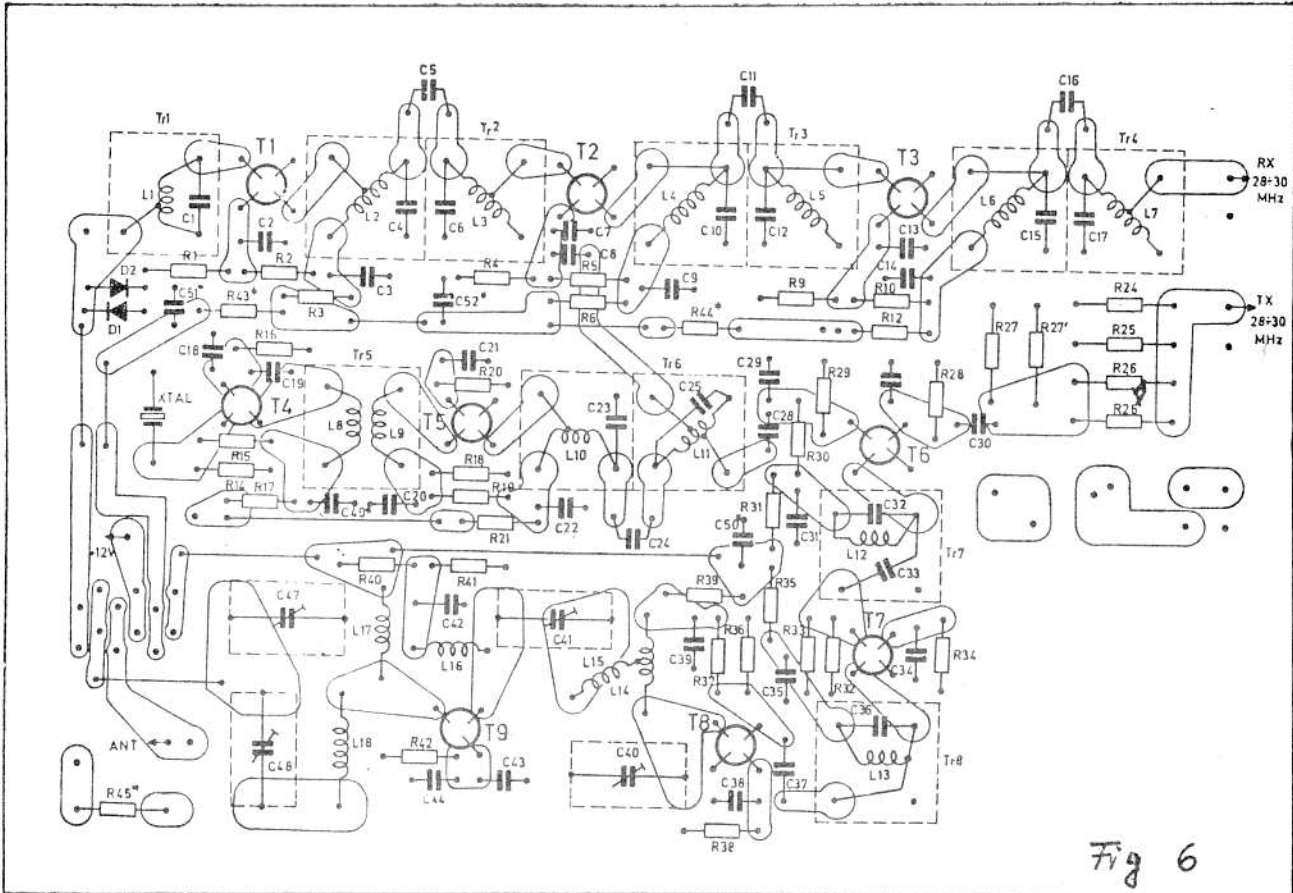 C5
C11
C16
Tr1
T1
Tr2
T2
Tr3
T3
Tr4
RX
28÷30
MHz
L1
C1
L2
C4
C6
L3
L4
C10
C12
L5
L6
C15
C17
L7
C2
C7
C8
C13
C14
R1
R2
C3
R4
R5
C9
R9
R10
R24
D2
D1
C51
R43*
R3
C52*
R6
R44*
R12
TX
28÷30
MHz
R27
R27'
R25
R26
R26'
C18
R16
C19
Tr5
C21
R20
Tr6
C29
R29
R28
XTAL
T4
L8
L9
T5
C23
C25
C28
C30
L10
L11
R30
T6
R15
R14
R17
C49
C20
R18
R19
C22
R21
C24
R31
C31
C50
C32
L12
C33
Tr7
+12V
R40
R41
R39
R35
C47
L17
C42
C41
L16
L15
L14
C39
R37
R36
C35
R33
R32
T7
C34
R34
ANT
C48
L18
T9
R42
C44
C43
C40
T8
C36
L13
Tr8
C37
C38
R38
R45*
Fig 6